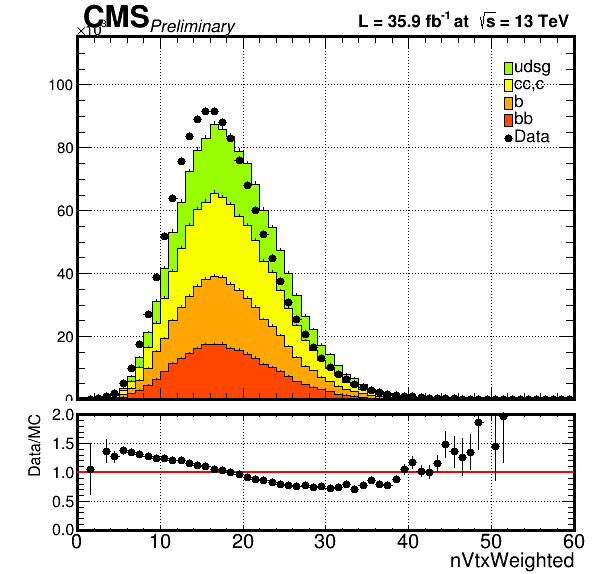 CMS Preliminary L = 35.9 fb⁻¹ at √s = 13 TeV
×10³
udsg
cc,c
b
bb
Data
100
80
60
40
20
0
Data/MC
2.0
1.5
1.0
0.5
0.0
0 10 20 30 40 50 60
nVtxWeighted